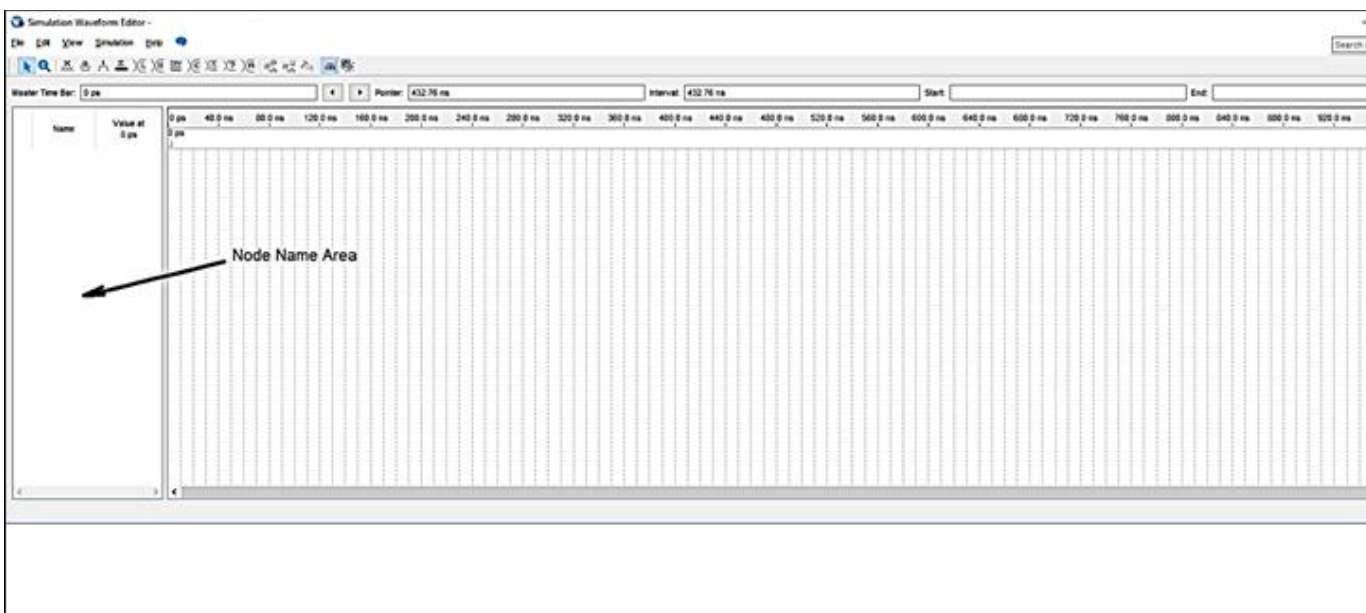 Simulation Waveform Editor -
File Edit View Simulation Help
Search
Master Time Bar: 0 ps Pointer: 432.76 ns Interval: 432.76 ns Start: End:
Name Value at 0 ps
0 ps 40.0 ns 80.0 ns 120.0 ns 160.0 ns 200.0 ns 240.0 ns 280.0 ns 320.0 ns 360.0 ns 400.0 ns 440.0 ns 480.0 ns 520.0 ns 560.0 ns 600.0 ns 640.0 ns 680.0 ns 720.0 ns 760.0 ns 800.0 ns 840.0 ns 880.0 ns 920.0 ns
0 ps
Node Name Area